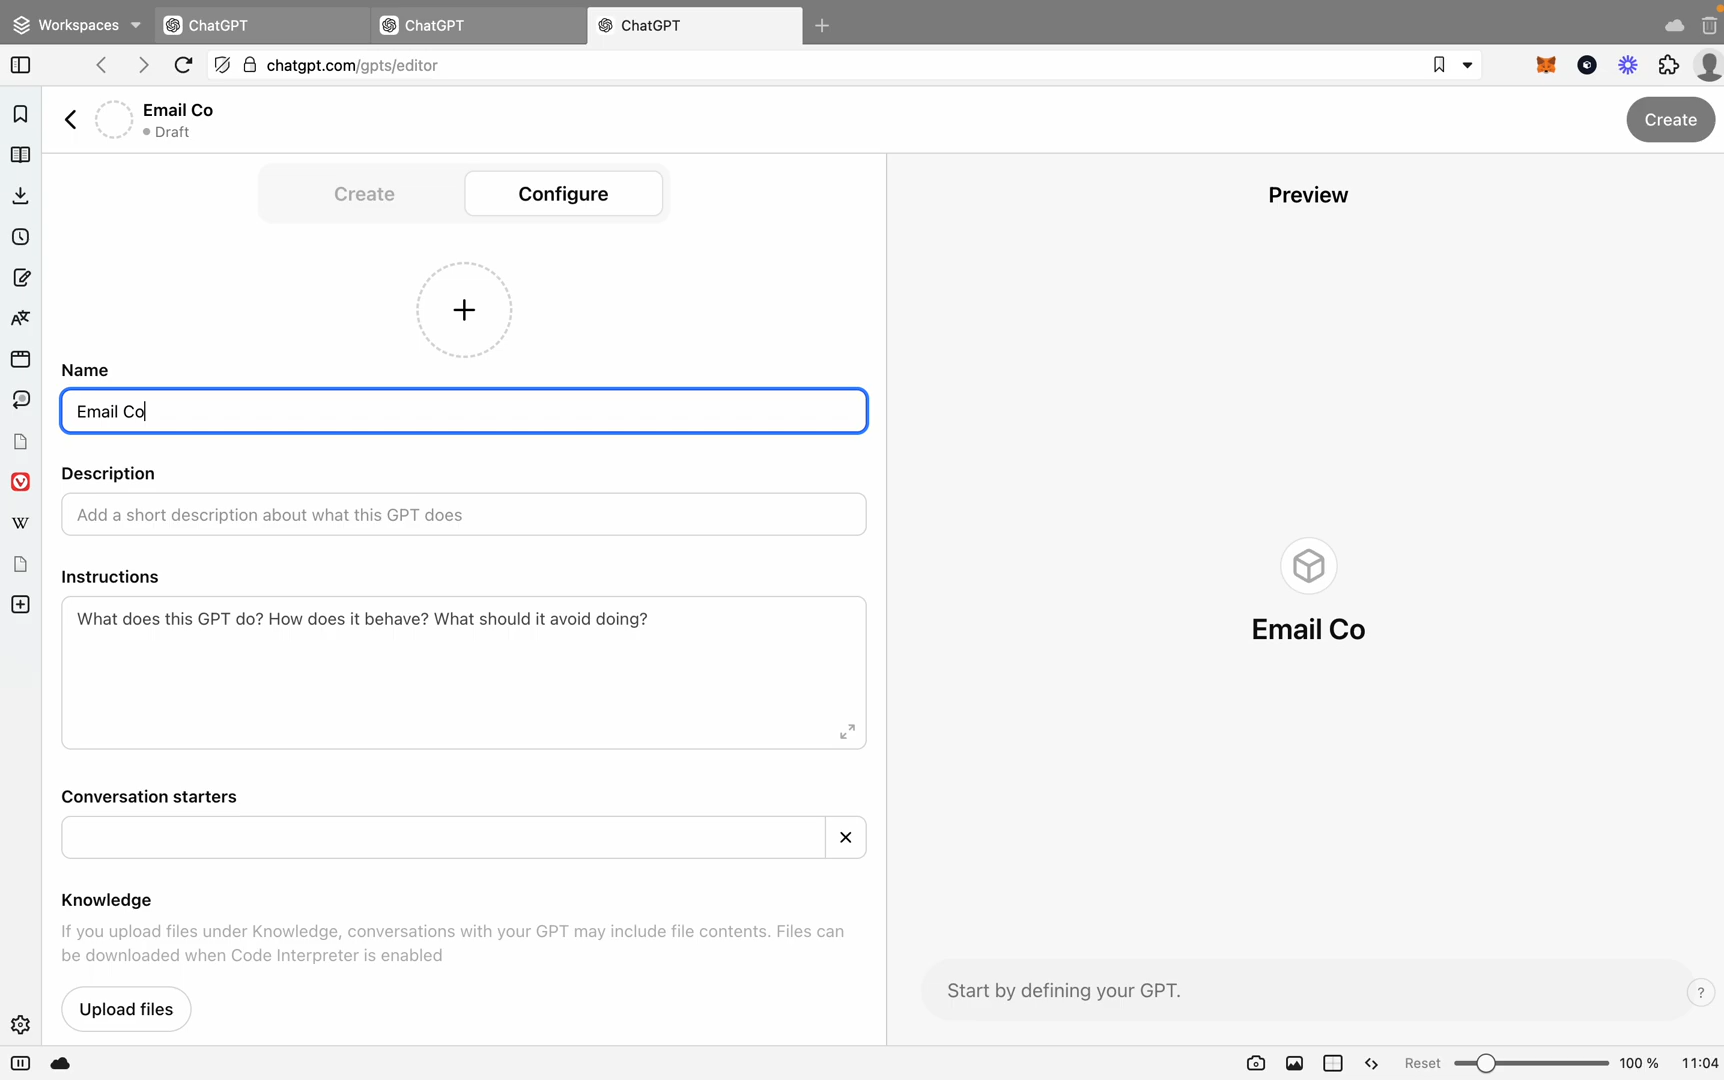 Workspaces
ChatGPT
ChatGPT
ChatGPT
chatgpt.com/gpts/editor
Email Co
Draft
Create
Create
Configure
Preview
Name
Email Co
Description
Add a short description about what this GPT does
Instructions
What does this GPT do? How does it behave? What should it avoid doing?
Email Co
Conversation starters
Knowledge
If you upload files under Knowledge, conversations with your GPT may include file contents. Files can
be downloaded when Code Interpreter is enabled
Upload files
Start by defining your GPT.
?
W
Reset
100 %
11:04